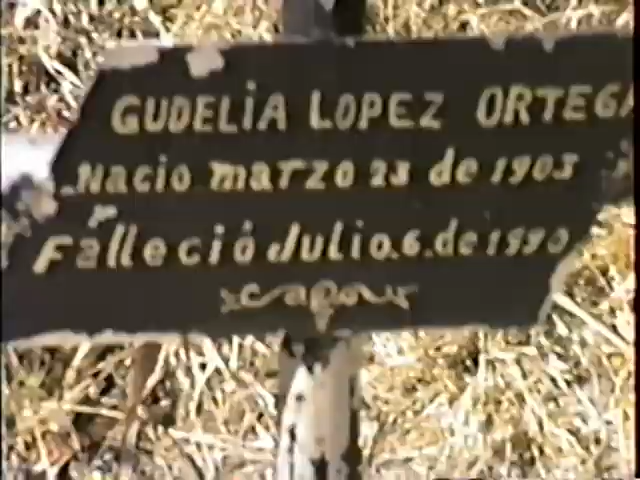 GUDELiA LOPEZ ORTEGA
Nacio marzo 23 de 1903
y
Falleció Julio.6.de 1990